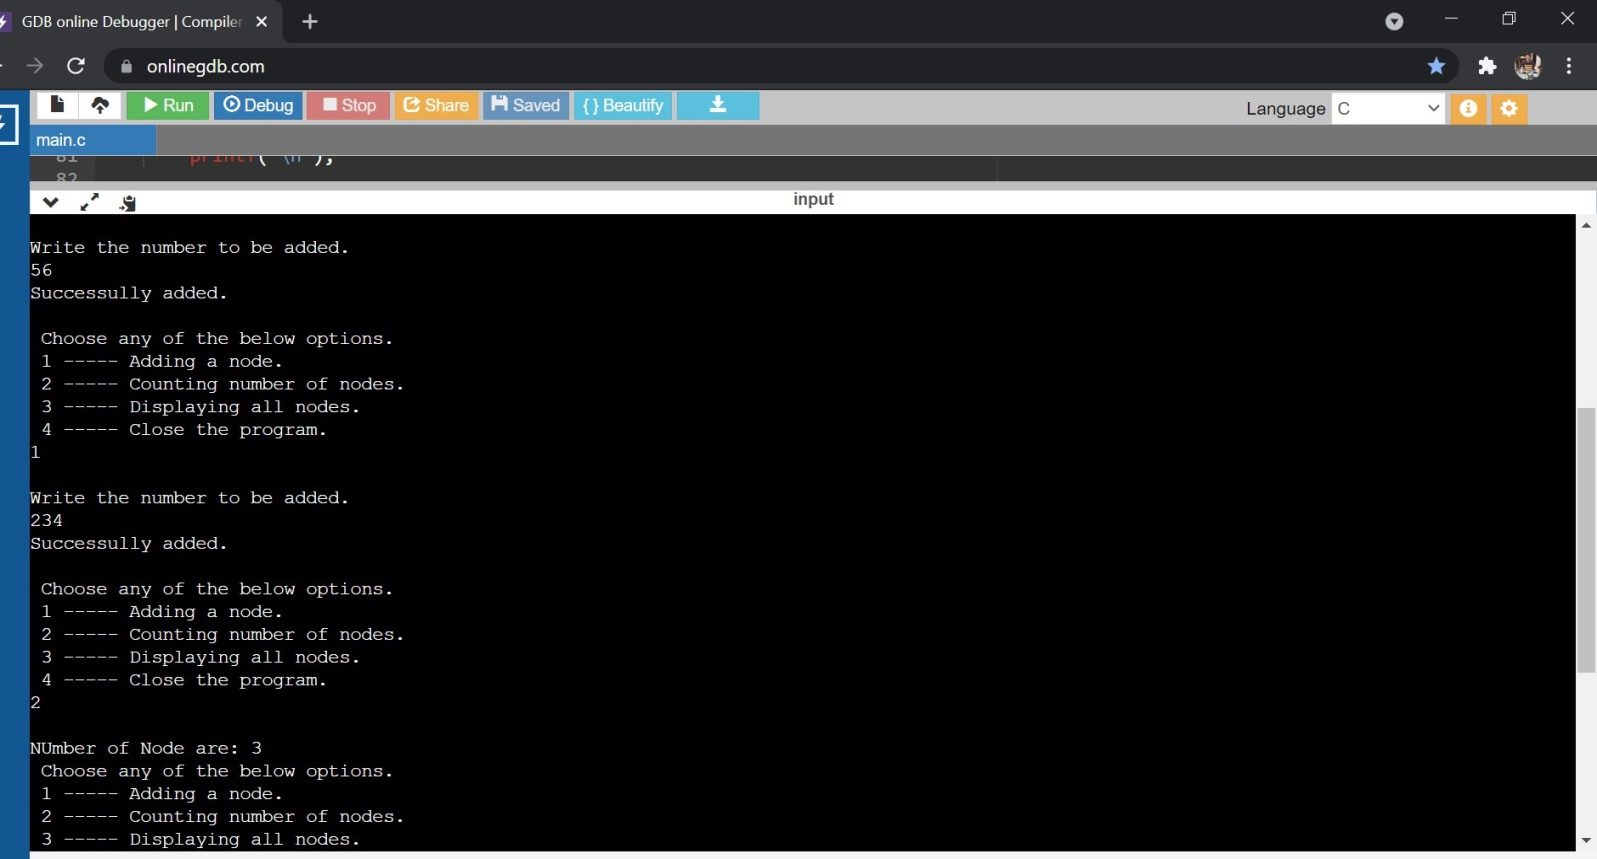 GDB online Debugger | Compiler
onlinegdb.com
Run Debug Stop Share Saved {} Beautify
Language C
main.c
81 printf("\n");
82
input
Write the number to be added.
56
Successully added.
Choose any of the below options.
1 ----- Adding a node.
2 ----- Counting number of nodes.
3 ----- Displaying all nodes.
4 ----- Close the program.
1
Write the number to be added.
234
Successully added.
Choose any of the below options.
1 ----- Adding a node.
2 ----- Counting number of nodes.
3 ----- Displaying all nodes.
4 ----- Close the program.
2
NUmber of Node are: 3
Choose any of the below options.
1 ----- Adding a node.
2 ----- Counting number of nodes.
3 ----- Displaying all nodes.